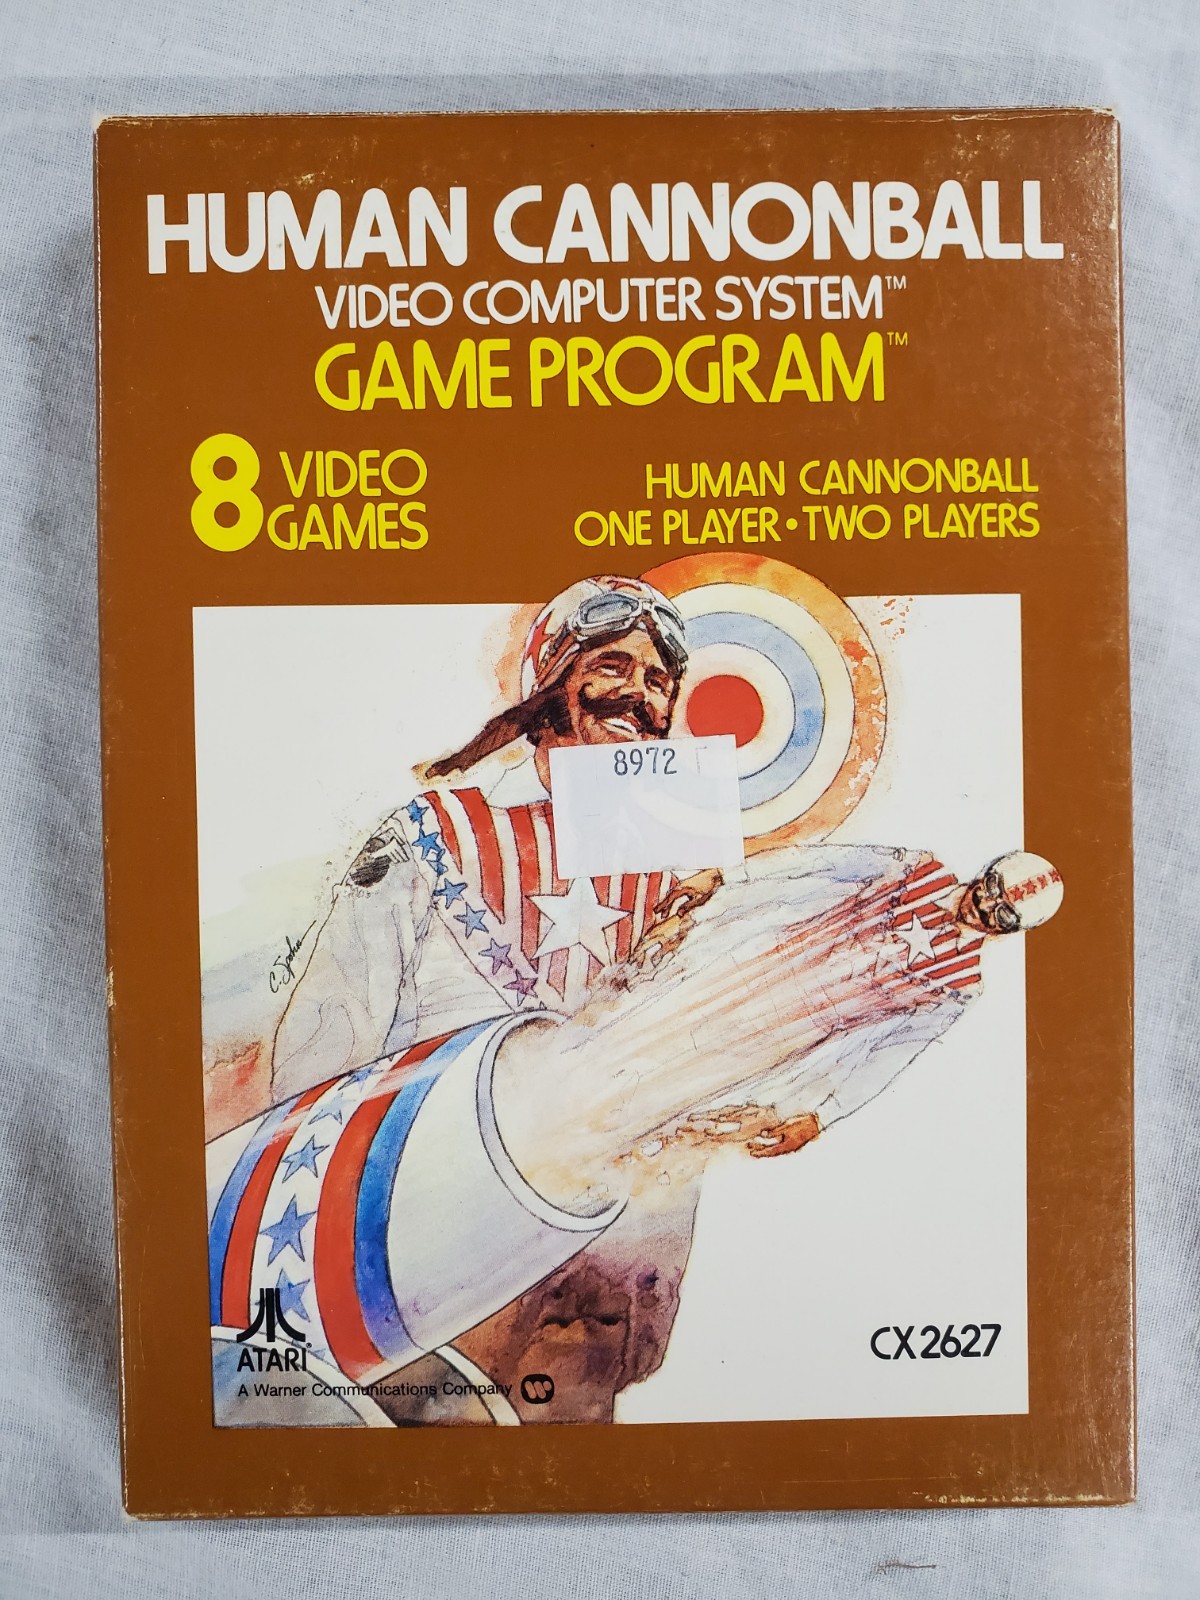 HUMAN CANNONBALL
VIDEO COMPUTER SYSTEM™
GAME PROGRAM™
8 VIDEO GAMES
HUMAN CANNONBALL
ONE PLAYER • TWO PLAYERS
8972
C. Spohn
ATARI®
A Warner Communications Company
CX2627